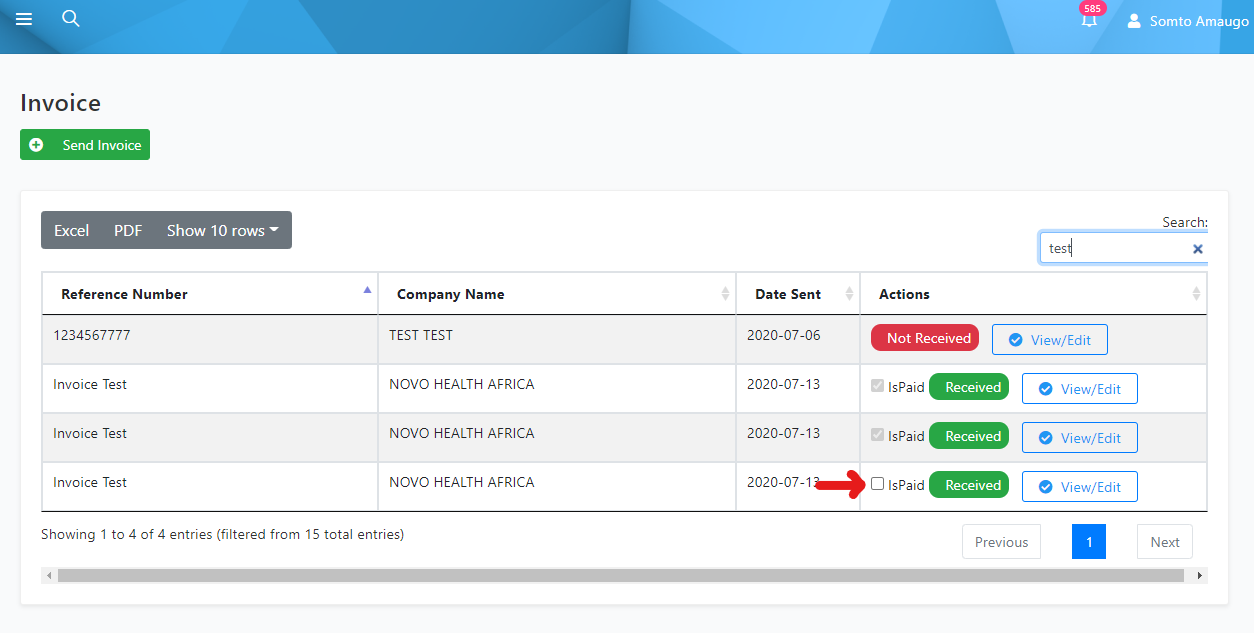 585
Somto Amaugo
Invoice
Send Invoice
Excel PDF Show 10 rows
Search:
test
Reference Number Company Name Date Sent Actions
1234567777 TEST TEST 2020-07-06 Not Received View/Edit
Invoice Test NOVO HEALTH AFRICA 2020-07-13 IsPaid Received View/Edit
Invoice Test NOVO HEALTH AFRICA 2020-07-13 IsPaid Received View/Edit
Invoice Test NOVO HEALTH AFRICA 2020-07-13 IsPaid Received View/Edit
Showing 1 to 4 of 4 entries (filtered from 15 total entries)
Previous 1 Next